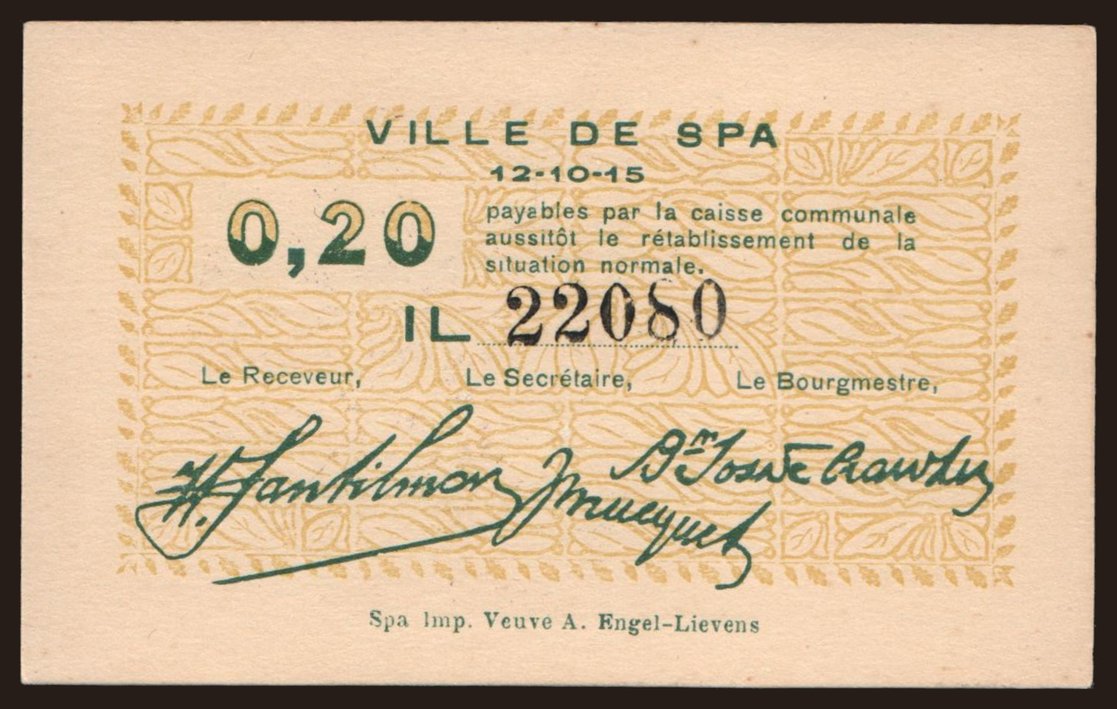 VILLE DE SPA
12-10-15
0,20
payables par la caisse communale
aussitôt le rétablissement de la
situation normale.
IL 22080
Le Receveur, Le Secrétaire, Le Bourgmestre,
Spa Imp. Veuve A. Engel-Lievens